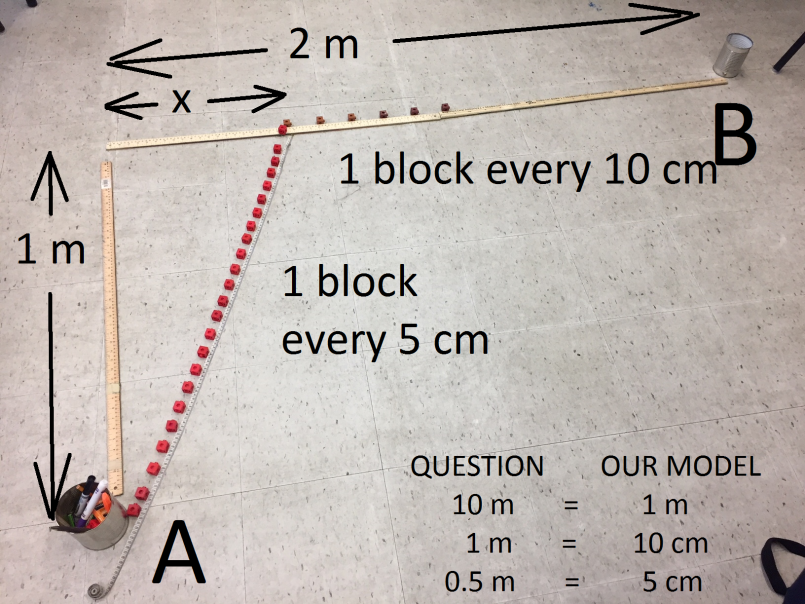 2 m
x
B
1 block every 10 cm
1 m
1 block
every 5 cm
A
QUESTION OUR MODEL
10 m = 1 m
1 m = 10 cm
0.5 m = 5 cm